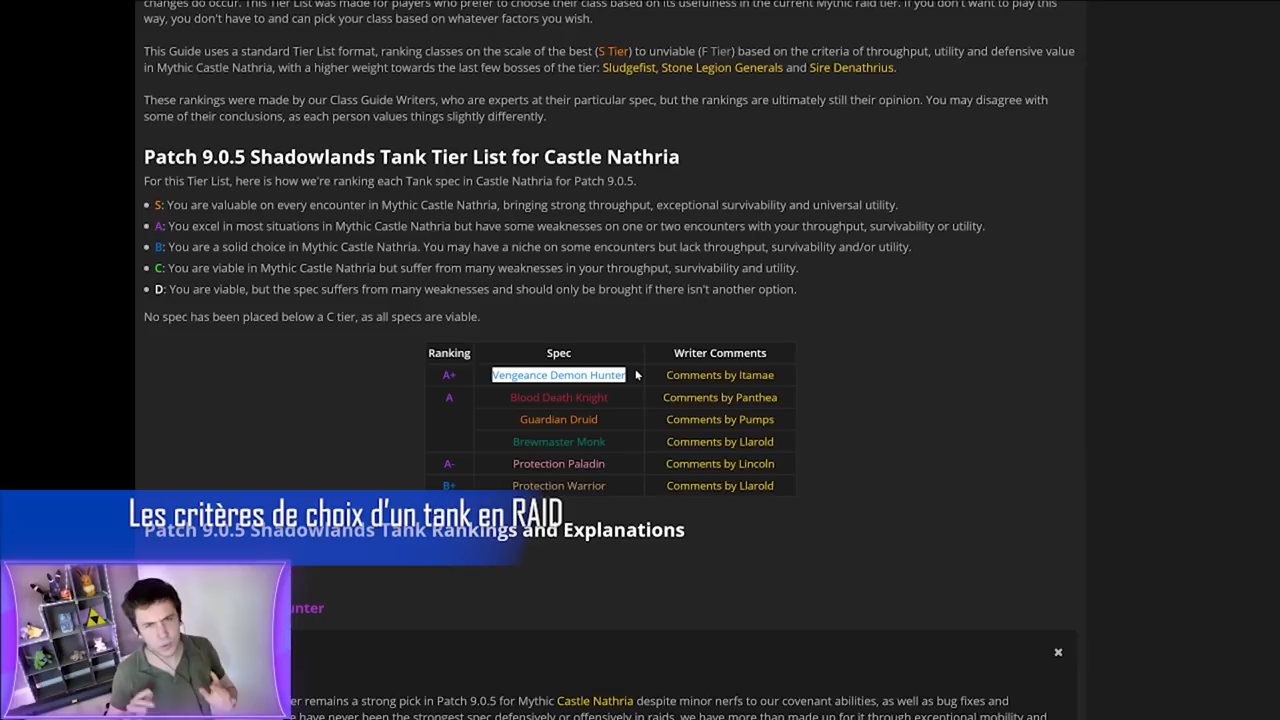 changes do occur. This Tier List was made for players who prefer to choose their class based on its usefulness in the current Mythic raid tier. If you don't want to play this
way, you don't have to and can pick your class based on whatever factors you wish.
This Guide uses a standard Tier List format, ranking classes on the scale of the best (S Tier) to unviable (F Tier) based on the criteria of throughput, utility and defensive value
in Mythic Castle Nathria, with a higher weight towards the last few bosses of the tier: Sludgefist, Stone Legion Generals and Sire Denathrius.
These rankings were made by our Class Guide Writers, who are experts at their particular spec, but the rankings are ultimately still their opinion. You may disagree with
some of their conclusions, as each person values things slightly differently.
Patch 9.0.5 Shadowlands Tank Tier List for Castle Nathria
For this Tier List, here is how we're ranking each Tank spec in Castle Nathria for Patch 9.0.5.
• S: You are valuable on every encounter in Mythic Castle Nathria, bringing strong throughput, exceptional survivability and universal utility.
• A: You excel in most situations in Mythic Castle Nathria but have some weaknesses on one or two encounters with your throughput, survivability or utility.
• B: You are a solid choice in Mythic Castle Nathria. You may have a niche on some encounters but lack throughput, survivability and/or utility.
• C: You are viable in Mythic Castle Nathria but suffer from many weaknesses in your throughput, survivability and utility.
• D: You are viable, but the spec suffers from many weaknesses and should only be brought if there isn't another option.
No spec has been placed below a C tier, as all specs are viable.
Ranking Spec Writer Comments
A+ Vengeance Demon Hunter Comments by Itamae
A Blood Death Knight Comments by Panthea
Guardian Druid Comments by Pumps
Brewmaster Monk Comments by Llarold
A- Protection Paladin Comments by Lincoln
B+ Protection Warrior Comments by Llarold
Les critères de choix d'un tank en RAID
Patch 9.0.5 Shadowlands Tank Rankings and Explanations
unter
er remains a strong pick in Patch 9.0.5 for Mythic Castle Nathria despite minor nerfs to our covenant abilities, as well as bug fixes and
have never been the strongest spec defensively or offensively in raids, we have more than made up for it through exceptional mobility and